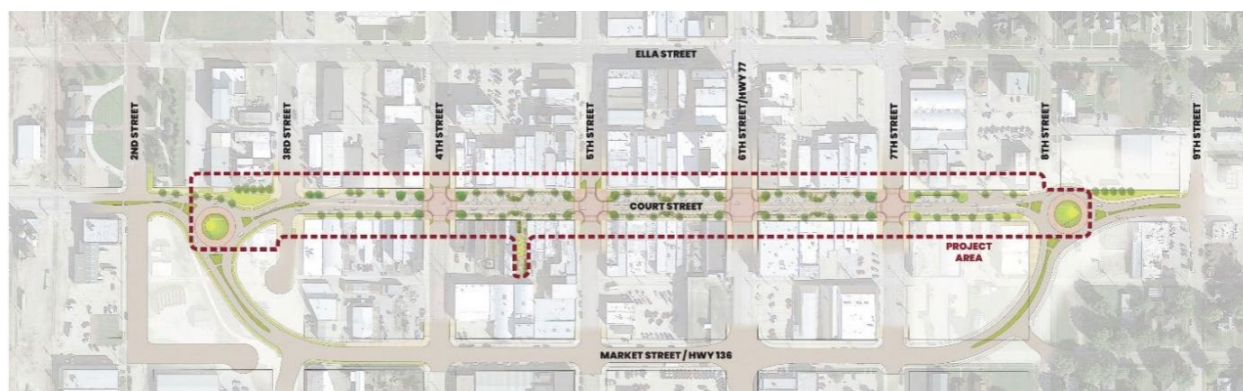 ELLA STREET
2ND STREET
3RD STREET
4TH STREET
5TH STREET
6TH STREET/HWY 77
7TH STREET
8TH STREET
9TH STREET
COURT STREET
PROJECT
AREA
MARKET STREET / HWY 136